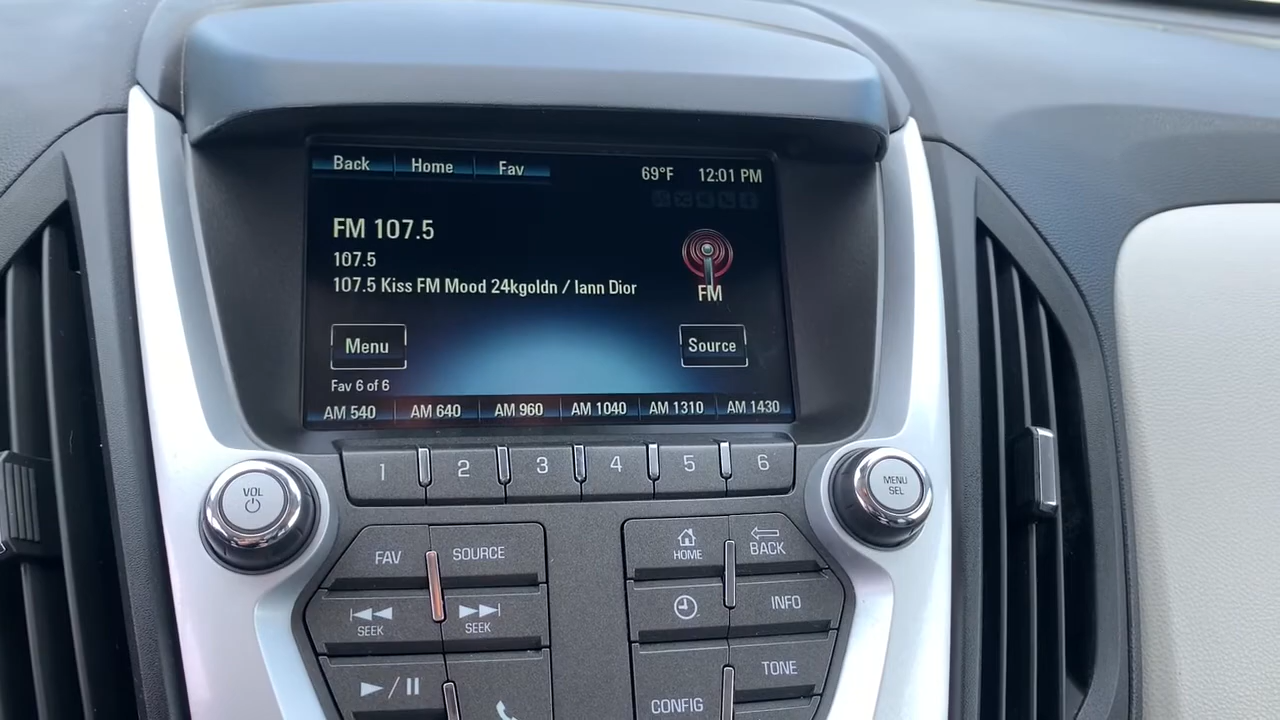 Back Home Fav 69°F 12:01 PM
FM 107.5
107.5
107.5 Kiss FM Mood 24kgoldn / Iann Dior
FM
Menu Source
Fav 6 of 6
AM 540 AM 640 AM 960 AM 1040 AM 1310 AM 1430
1 2 3 4 5 6
VOL
MENU
SEL
FAV SOURCE
HOME BACK
SEEK SEEK
INFO
TONE
CONFIG